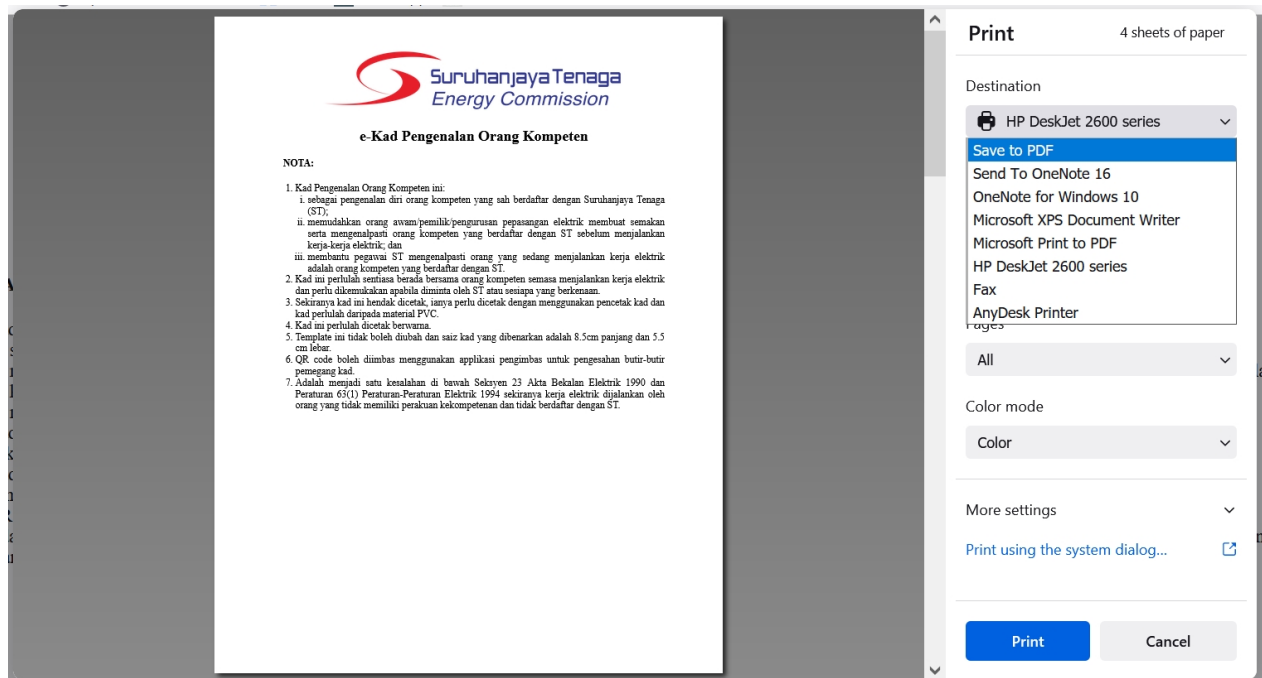 Suruhanjaya Tenaga
Energy Commission
e-Kad Pengenalan Orang Kompeten
NOTA:
1. Kad Pengenalan Orang Kompeten ini:
i. sebagai pengenalan diri orang kompeten yang sah berdaftar dengan Suruhanjaya Tenaga
(ST);
ii. memudahkan orang awam/pemilik/pengurusan pepasangan elektrik membuat semakan
serta mengenalpasti orang kompeten yang berdaftar dengan ST sebelum menjalankan
kerja-kerja elektrik; dan
iii. membantu pegawai ST mengenalpasti orang yang sedang menjalankan kerja elektrik
adalah orang kompeten yang berdaftar dengan ST.
2. Kad ini perlulah sentiasa berada bersama orang kompeten semasa menjalankan kerja elektrik
dan perlu dikemukakan apabila diminta oleh ST atau sesiapa yang berkenaan.
3. Sekiranya kad ini hendak dicetak, ianya perlu dicetak dengan menggunakan pencetak kad dan
kad perlulah daripada material PVC.
4. Kad ini perlulah dicetak berwarna.
5. Template ini tidak boleh diubah dan saiz kad yang dibenarkan adalah 8.5cm panjang dan 5.5
cm lebar.
6. QR code boleh diimbas menggunakan applikasi pengimbas untuk pengesahan butir-butir
pemegang kad.
7. Adalah menjadi satu kesalahan di bawah Seksyen 23 Akta Bekalan Elektrik 1990 dan
Peraturan 63(1) Peraturan-Peraturan Elektrik 1994 sekiranya kerja elektrik dijalankan oleh
orang yang tidak memiliki perakuan kekompetenan dan tidak berdaftar dengan ST.
Print
4 sheets of paper
Destination
HP DeskJet 2600 series
Save to PDF
Send To OneNote 16
OneNote for Windows 10
Microsoft XPS Document Writer
Microsoft Print to PDF
HP DeskJet 2600 series
Fax
AnyDesk Printer
Pages
All
Color mode
Color
More settings
Print using the system dialog...
Print
Cancel